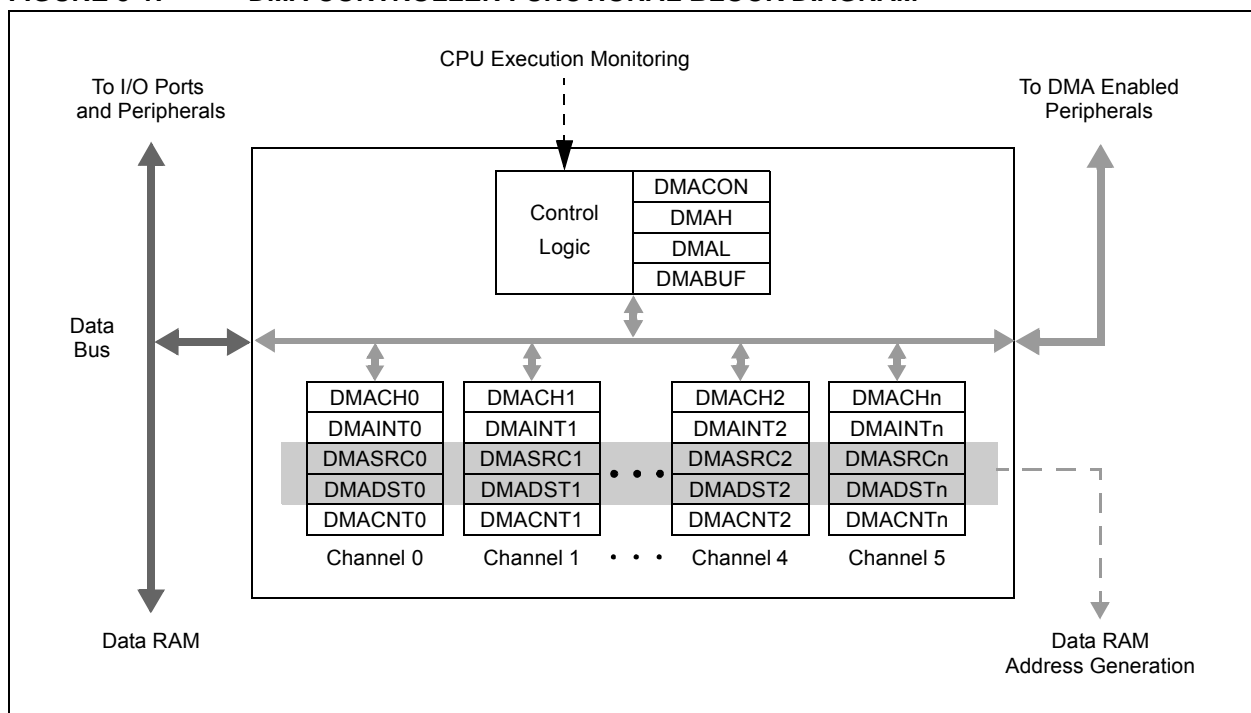 CPU Execution Monitoring
To I/O Ports
and Peripherals
To DMA Enabled
Peripherals
Control
Logic
DMACON
DMAH
DMAL
DMABUF
Data
Bus
DMACH0
DMAINT0
DMASRC0
DMADST0
DMACNT0
Channel 0
DMACH1
DMAINT1
DMASRC1
DMADST1
DMACNT1
Channel 1
• • •
• • •
DMACH2
DMAINT2
DMASRC2
DMADST2
DMACNT2
Channel 4
DMACHn
DMAINTn
DMASRCn
DMADSTn
DMACNTn
Channel 5
Data RAM
Data RAM
Address Generation